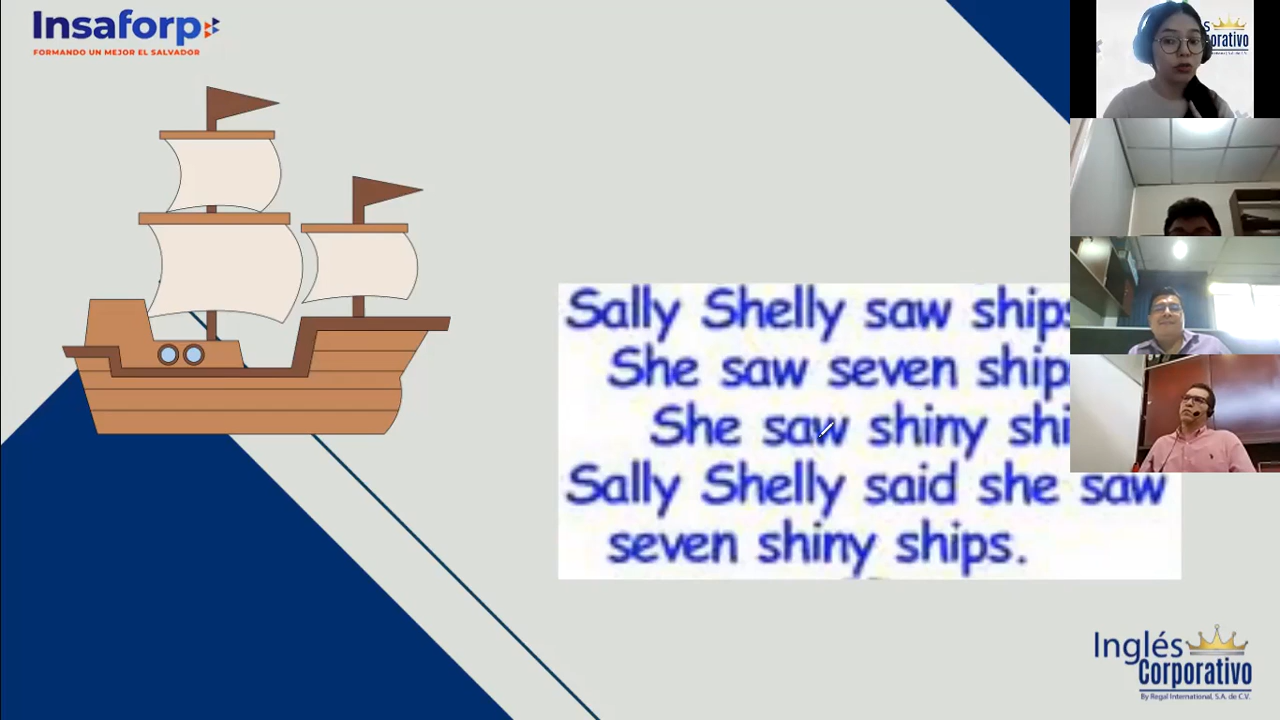 Insaforp
FORMANDO UN MEJOR EL SALVADOR
Sally Shelly saw ships
She saw seven ship
She saw shiny shi
Sally Shelly said she saw
seven shiny ships.
Inglés
Corporativo
By Regal International, S.A. de C.V.